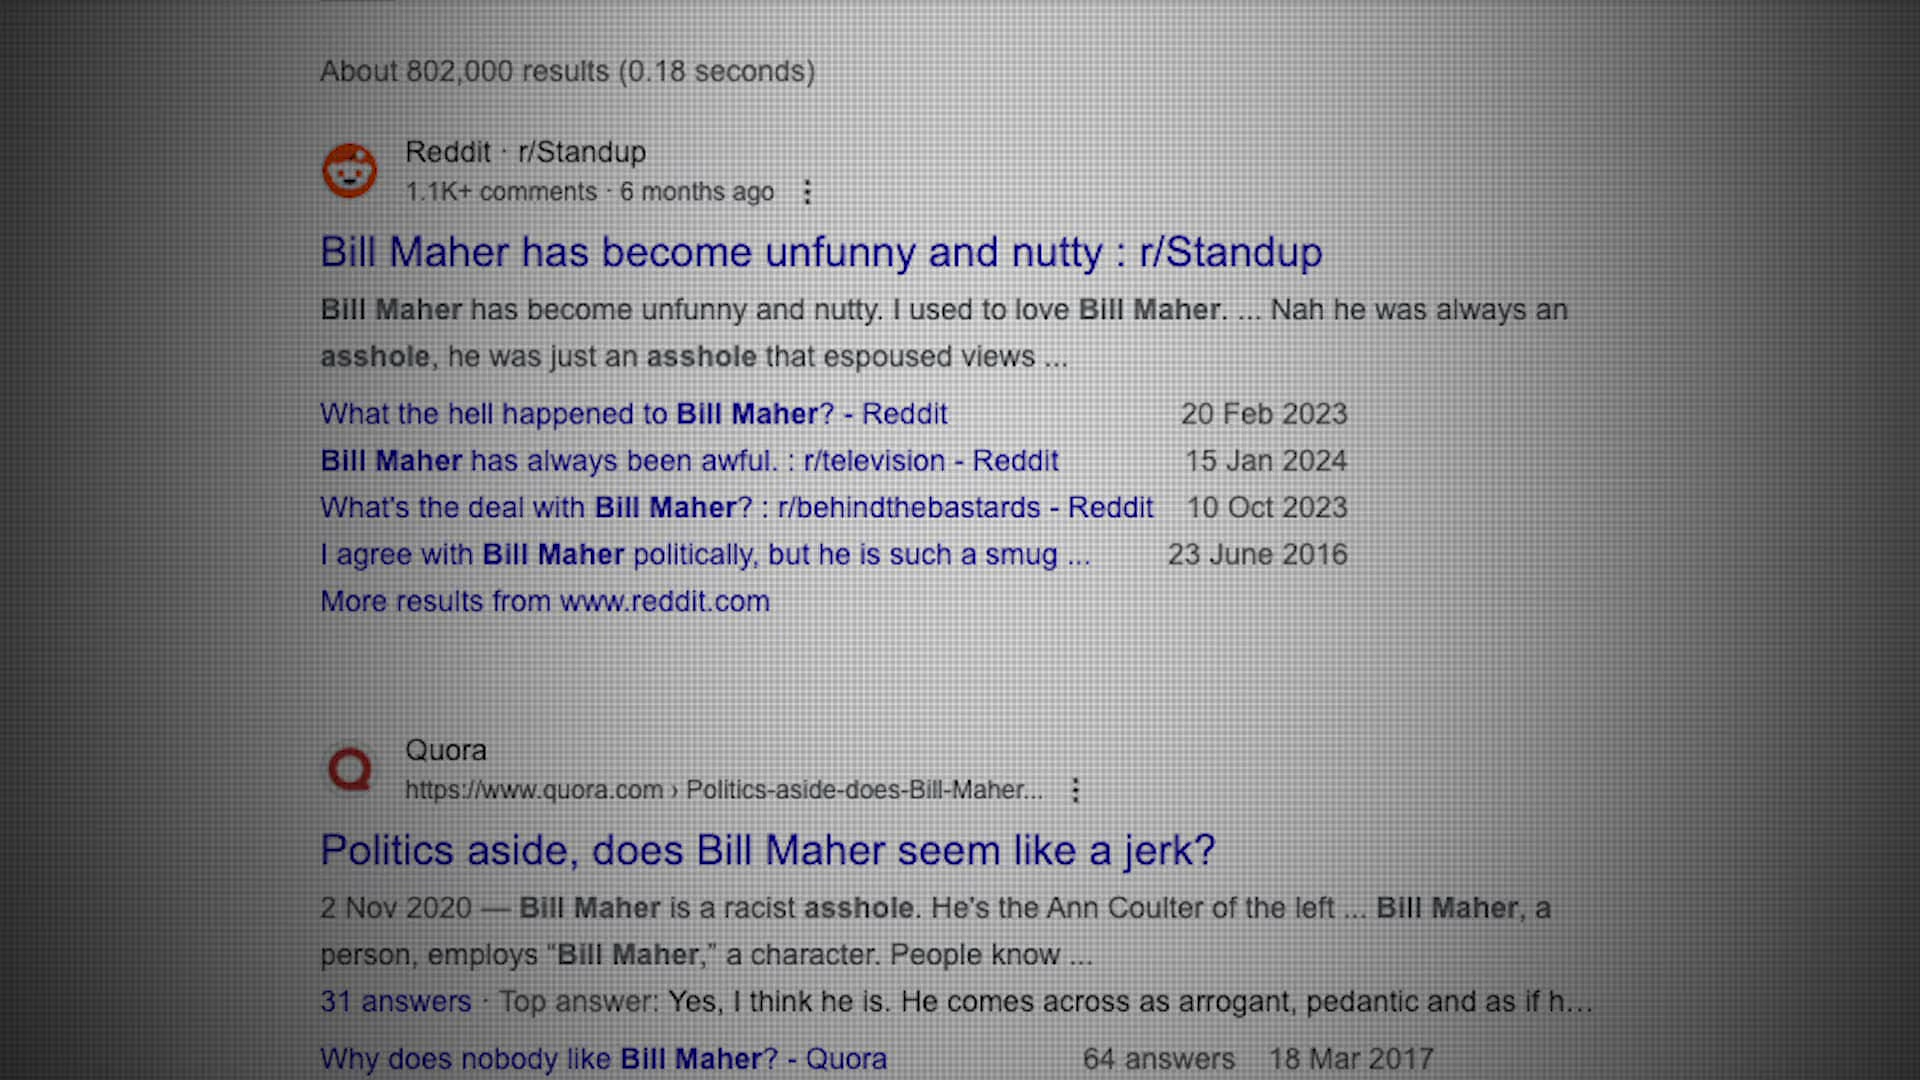 About 802,000 results (0.18 seconds)
Reddit · r/Standup
1.1K+ comments · 6 months ago
Bill Maher has become unfunny and nutty : r/Standup
Bill Maher has become unfunny and nutty. I used to love Bill Maher. ... Nah he was always an
asshole, he was just an asshole that espoused views ...
What the hell happened to Bill Maher? - Reddit 20 Feb 2023
Bill Maher has always been awful. : r/television - Reddit 15 Jan 2024
What's the deal with Bill Maher? : r/behindthebastards - Reddit 10 Oct 2023
I agree with Bill Maher politically, but he is such a smug ... 23 June 2016
More results from www.reddit.com
Quora
https://www.quora.com › Politics-aside-does-Bill-Maher...
Politics aside, does Bill Maher seem like a jerk?
2 Nov 2020 — Bill Maher is a racist asshole. He's the Ann Coulter of the left ... Bill Maher, a
person, employs “Bill Maher,” a character. People know ...
31 answers · Top answer: Yes, I think he is. He comes across as arrogant, pedantic and as if h...
Why does nobody like Bill Maher? - Quora 64 answers 18 Mar 2017